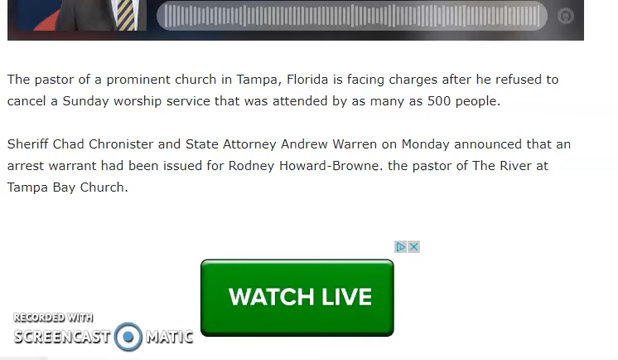 The pastor of a prominent church in Tampa, Florida is facing charges after he refused to
cancel a Sunday worship service that was attended by as many as 500 people.
Sheriff Chad Chronister and State Attorney Andrew Warren on Monday announced that an
arrest warrant had been issued for Rodney Howard-Browne. the pastor of The River at
Tampa Bay Church.
WATCH LIVE
RECORDED WITH
SCREENCAST MATIC